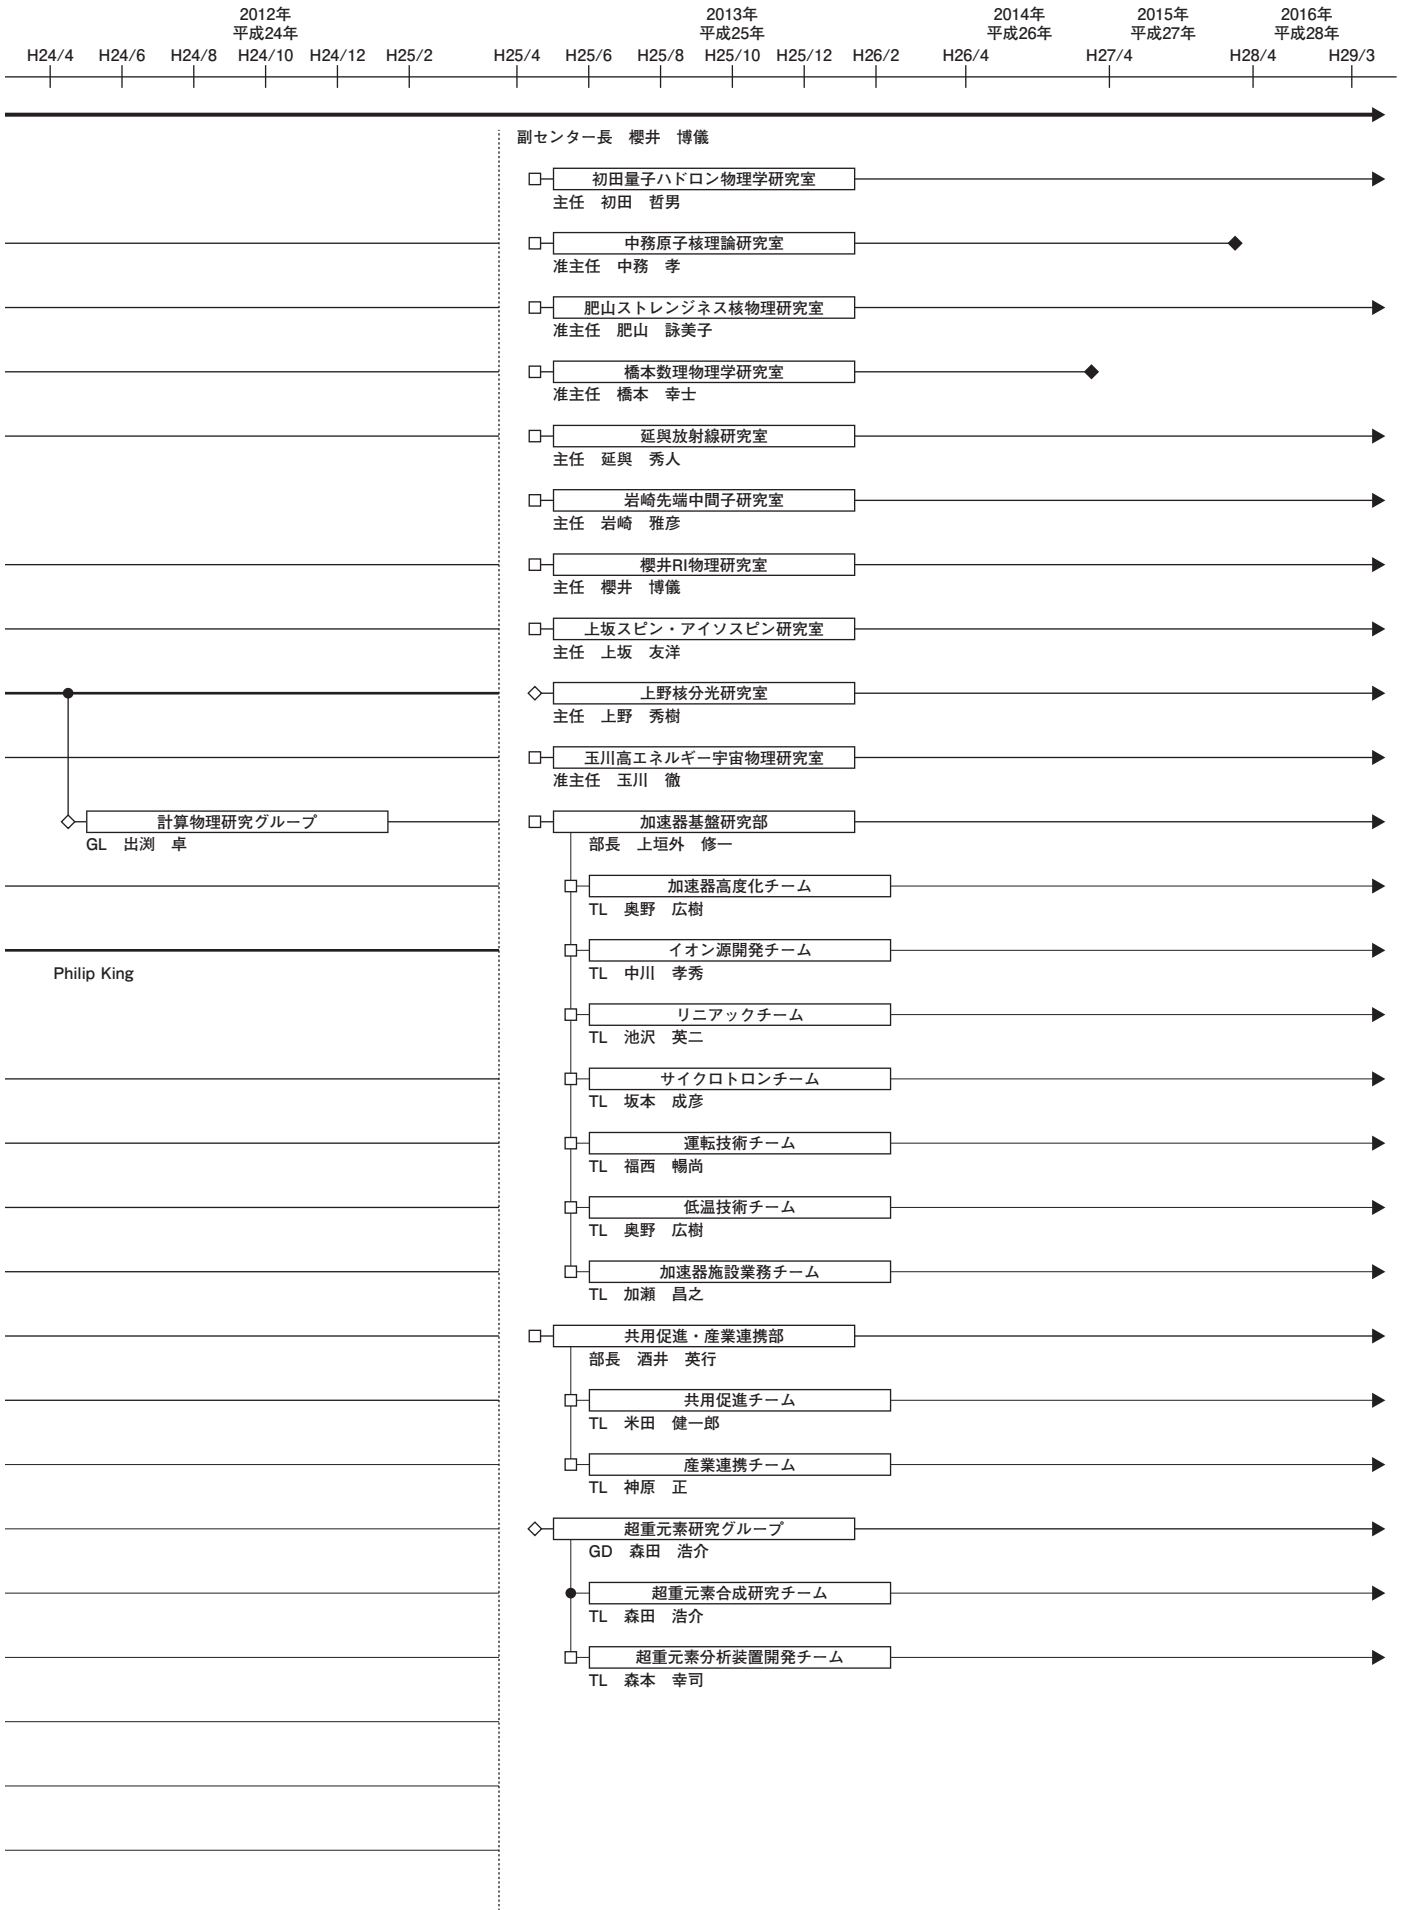 2012年 2013年 2014年 2015年 2016年
平成24年 平成25年 平成26年 平成27年 平成28年
H24/4 H24/6 H24/8 H24/10 H24/12 H25/2 H25/4 H25/6 H25/8 H25/10 H25/12 H26/2 H26/4 H27/4 H28/4 H29/3
副センター長 櫻井 博儀
初田量子ハドロン物理学研究室
主任 初田 哲男
中務原子核理論研究室
准主任 中務 孝
肥山ストレンジネス核物理研究室
准主任 肥山 詠美子
橋本数理物理学研究室
准主任 橋本 幸士
延與放射線研究室
主任 延與 秀人
岩崎先端中間子研究室
主任 岩崎 雅彦
櫻井RI物理研究室
主任 櫻井 博儀
上坂スピン・アイソスピン研究室
主任 上坂 友洋
上野核分光研究室
主任 上野 秀樹
玉川高エネルギー宇宙物理研究室
准主任 玉川 徹
計算物理研究グループ 加速器基盤研究部
GL 出渕 卓 部長 上垣外 修一
加速器高度化チーム
TL 奥野 広樹
イオン源開発チーム
Philip King TL 中川 孝秀
リニアックチーム
TL 池沢 英二
サイクロトロンチーム
TL 坂本 成彦
運転技術チーム
TL 福西 暢尚
低温技術チーム
TL 奥野 広樹
加速器施設業務チーム
TL 加瀬 昌之
共用促進・産業連携部
部長 酒井 英行
共用促進チーム
TL 米田 健一郎
産業連携チーム
TL 神原 正
超重元素研究グループ
GD 森田 浩介
超重元素合成研究チーム
TL 森田 浩介
超重元素分析装置開発チーム
TL 森本 幸司